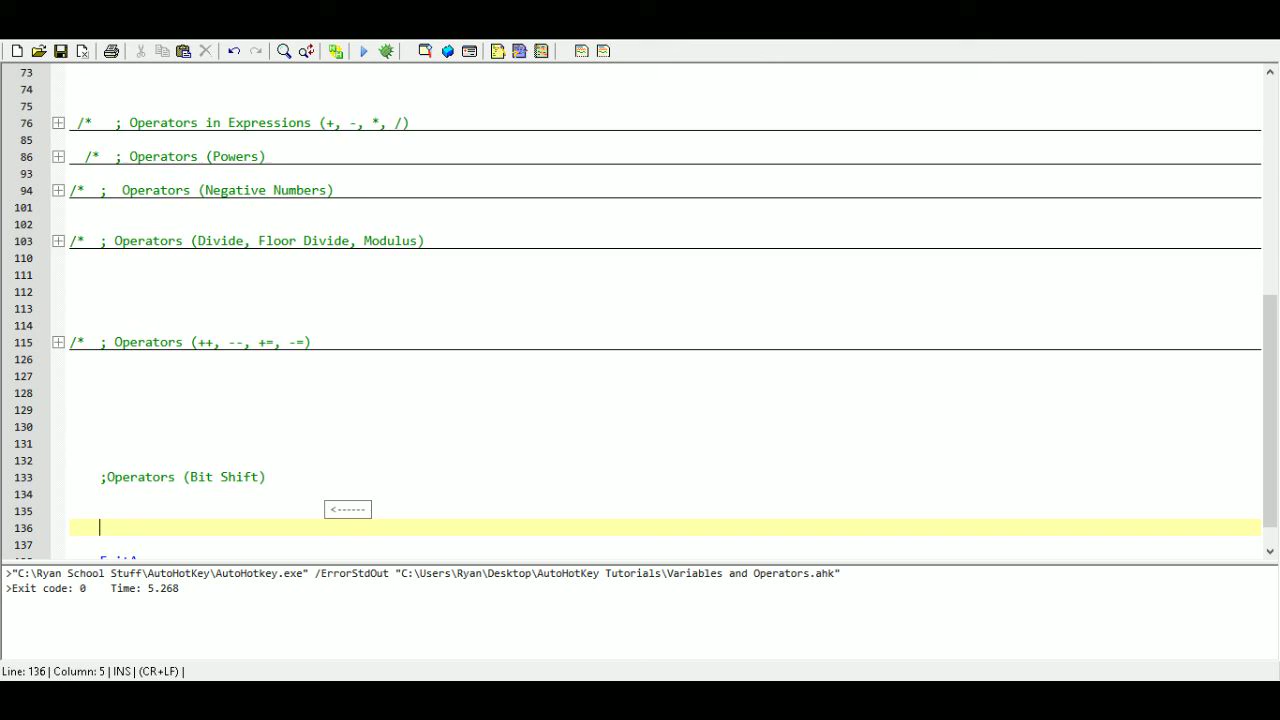 73
74
75
76 /* ; Operators in Expressions (+, -, *, /)
85
86 /* ; Operators (Powers)
93
94 /* ; Operators (Negative Numbers)
101
102
103 /* ; Operators (Divide, Floor Divide, Modulus)
110
111
112
113
114
115 /* ; Operators (++, --, +=, -=)
126
127
128
129
130
131
132
133 ;Operators (Bit Shift)
134
135 <------
136
137
>"C:\Ryan School Stuff\AutoHotKey\AutoHotkey.exe" /ErrorStdOut "C:\Users\Ryan\Desktop\AutoHotKey Tutorials\Variables and Operators.ahk"
>Exit code: 0 Time: 5.268
Line: 136 | Column: 5 | INS | (CR+LF) |